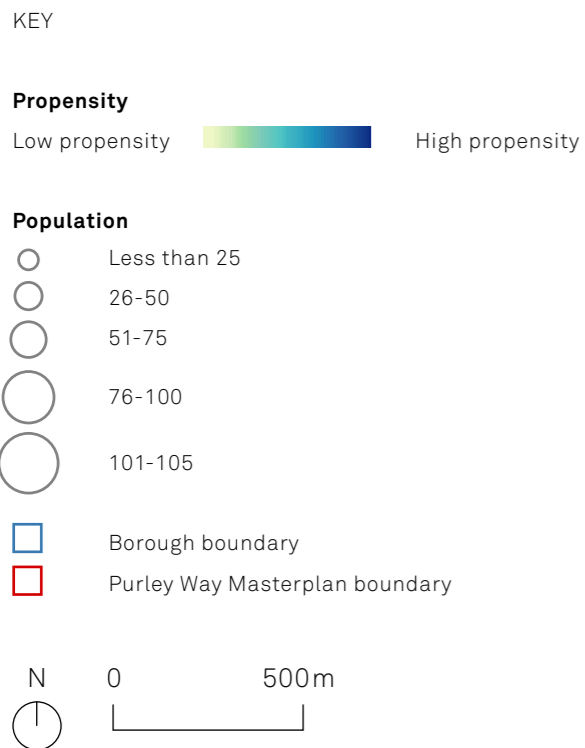 KEY
Propensity
Low propensity High propensity
Population
Less than 25
26-50
51-75
76-100
101-105
Borough boundary
Purley Way Masterplan boundary
N 0 500m